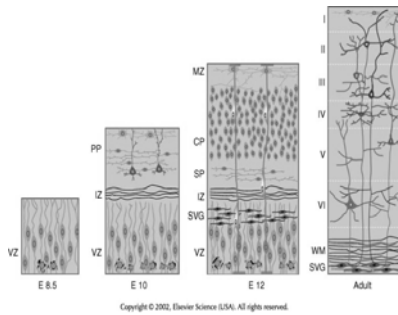 I
II
III
IV
V
VI
WM
SVG
MZ
CP
SP
IZ
SVG
VZ
PP
IZ
VZ
VZ
E 8.5
E 10
E 12
Adult
Copyright © 2002, Elsevier Science (USA). All rights reserved.